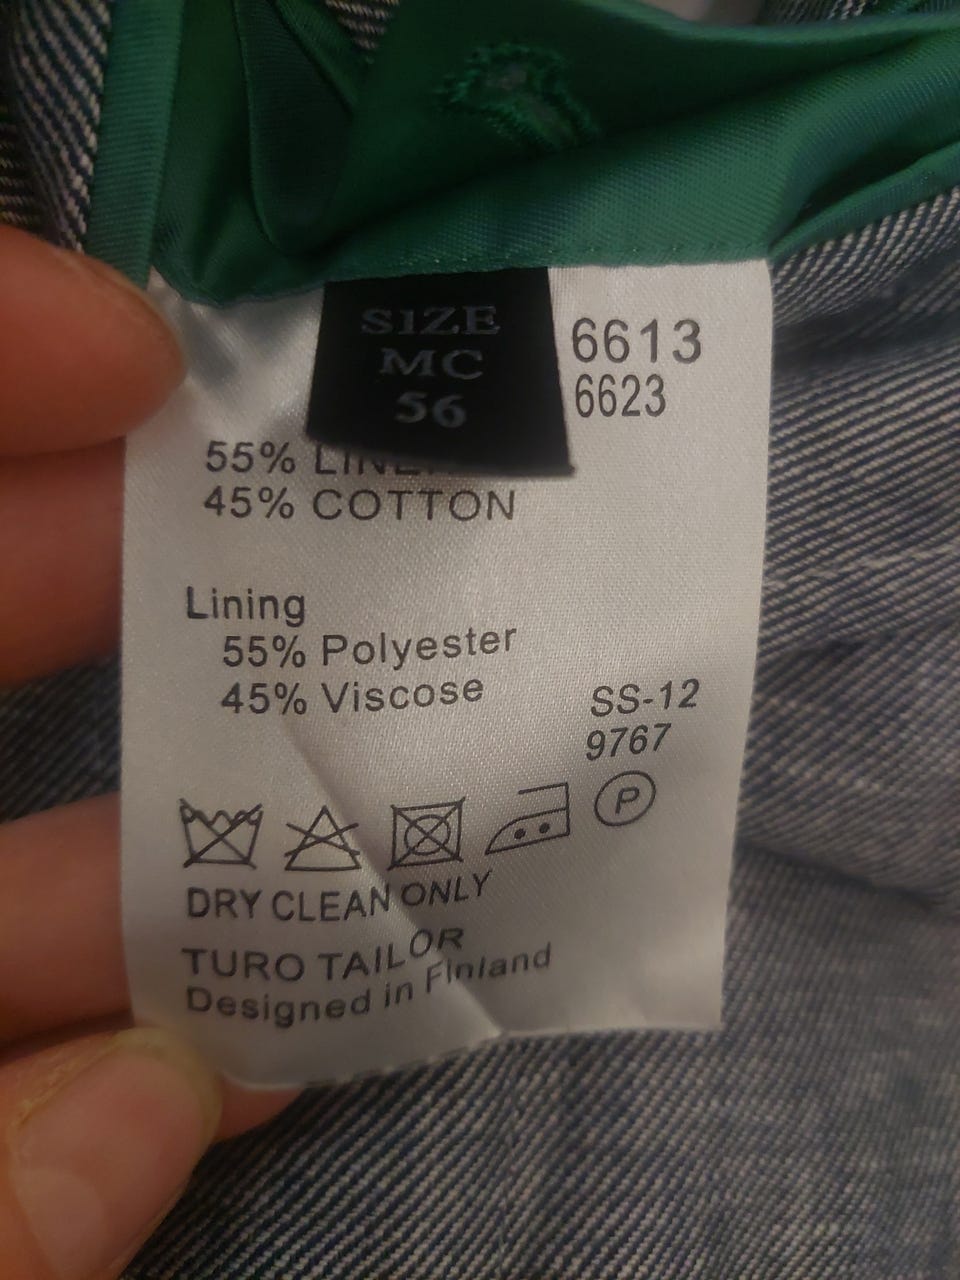 SIZE
MC
56
6613
6623
55%
45% COTTON
Lining
55% Polyester
45% Viscose
SS-12
9767
P
DRY CLEAN ONLY
TURO TAILOR
Designed in Finland